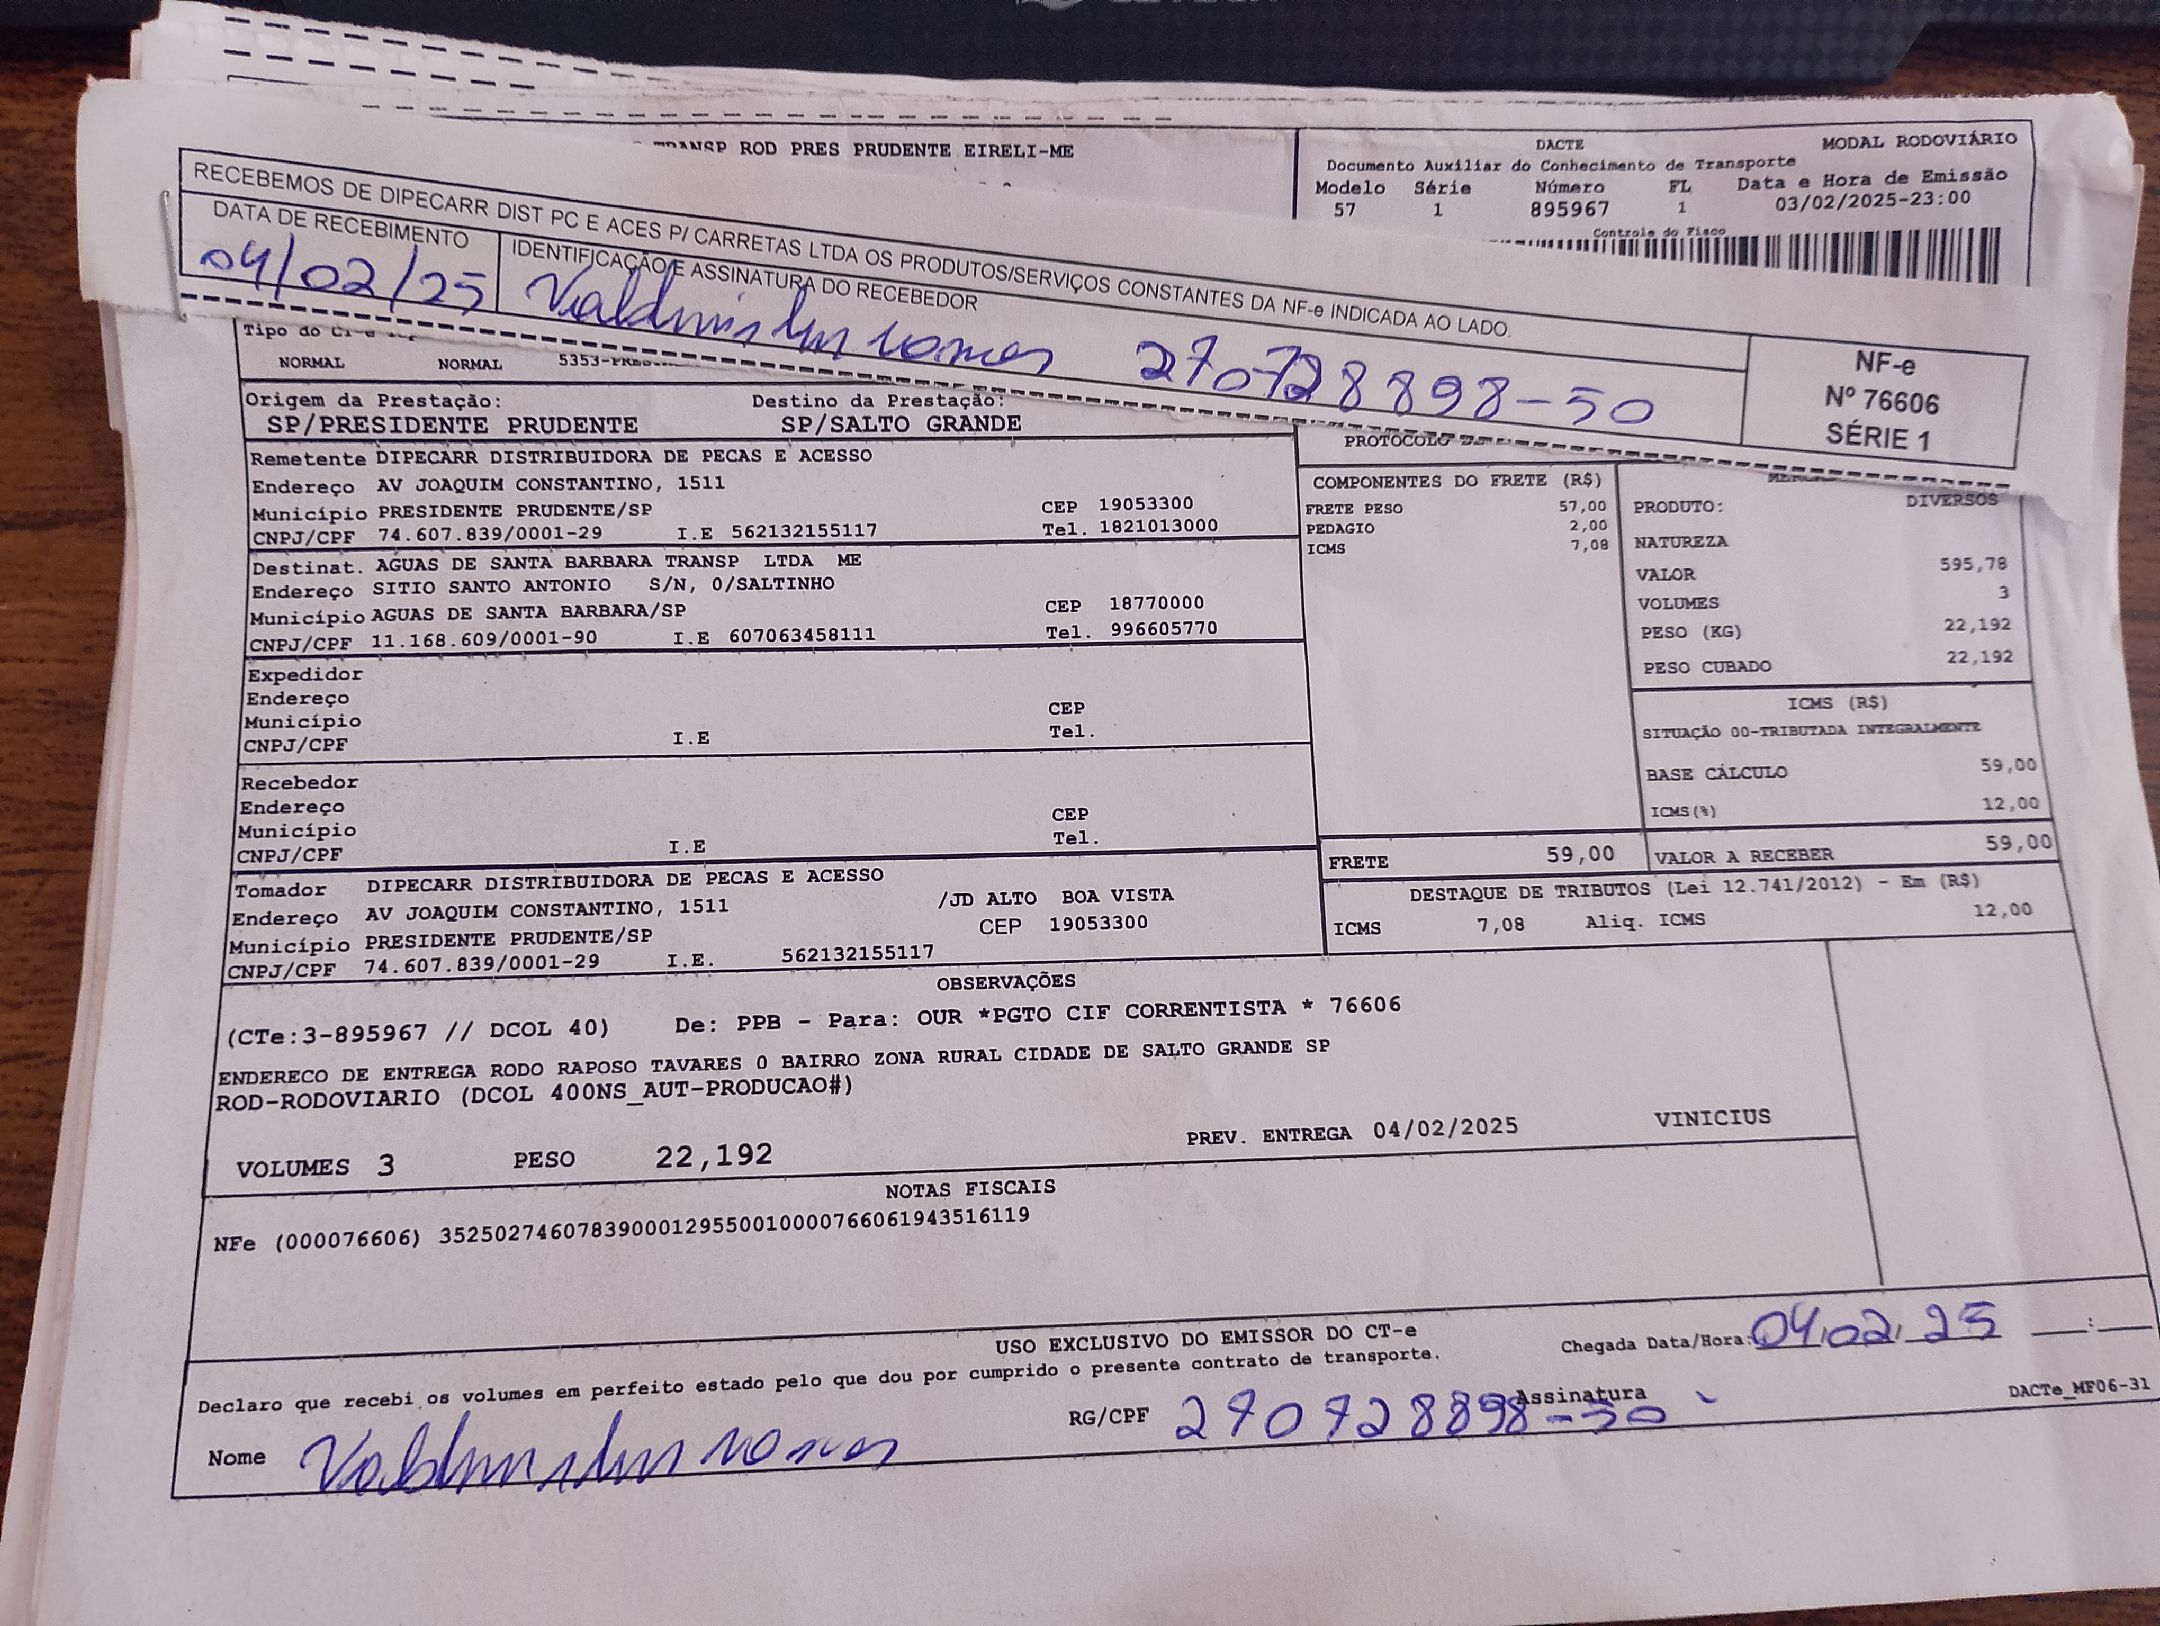 TRANSP ROD PRES PRUDENTE EIRELI-ME
DACTE
MODAL RODOVIÁRIO
Documento Auxiliar do Conhecimento de Transporte
Modelo Série Número FL Data e Hora de Emissão
57 1 895967 1 03/02/2025-23:00
Controle do Fisco
RECEBEMOS DE DIPECARR DIST PC E ACES P/ CARRETAS LTDA OS PRODUTOS/SERVIÇOS CONSTANTES DA NF-e INDICADA AO LADO.
DATA DE RECEBIMENTO
04/02/25
IDENTIFICAÇÃO E ASSINATURA DO RECEBEDOR
270728898-50
NF-e
Nº 76606
SÉRIE 1
Tipo do CT-e
NORMAL NORMAL 5353-
Origem da Prestação: Destino da Prestação:
SP/PRESIDENTE PRUDENTE SP/SALTO GRANDE
Remetente DIPECARR DISTRIBUIDORA DE PECAS E ACESSO
Endereço AV JOAQUIM CONSTANTINO, 1511
Município PRESIDENTE PRUDENTE/SP CEP 19053300
CNPJ/CPF 74.607.839/0001-29 I.E 562132155117 Tel. 1821013000
Destinat. AGUAS DE SANTA BARBARA TRANSP LTDA ME
Endereço SITIO SANTO ANTONIO S/N, 0/SALTINHO
Município AGUAS DE SANTA BARBARA/SP CEP 18770000
CNPJ/CPF 11.168.609/0001-90 I.E 607063458111 Tel. 996605770
Expedidor
Endereço
Município CEP
CNPJ/CPF I.E Tel.
Recebedor
Endereço
Município CEP
CNPJ/CPF I.E Tel.
Tomador DIPECARR DISTRIBUIDORA DE PECAS E ACESSO
Endereço AV JOAQUIM CONSTANTINO, 1511 /JD ALTO BOA VISTA
Município PRESIDENTE PRUDENTE/SP CEP 19053300
CNPJ/CPF 74.607.839/0001-29 I.E. 562132155117
PROTOCOLO
COMPONENTES DO FRETE (R$)
FRETE PESO 57,00
PEDAGIO 2,00
ICMS 7,08
PRODUTO: DIVERSOS
NATUREZA
VALOR 595,78
VOLUMES 3
PESO (KG) 22,192
PESO CUBADO 22,192
ICMS (R$)
SITUAÇÃO 00-TRIBUTADA INTEGRALMENTE
BASE CÁLCULO 59,00
ICMS(%) 12,00
FRETE 59,00 VALOR A RECEBER 59,00
DESTAQUE DE TRIBUTOS (Lei 12.741/2012) - Em (R$)
ICMS 7,08 Aliq. ICMS 12,00
OBSERVAÇÕES
(CTe:3-895967 // DCOL 40) De: PPB - Para: OUR *PGTO CIF CORRENTISTA * 76606
ENDERECO DE ENTREGA RODO RAPOSO TAVARES 0 BAIRRO ZONA RURAL CIDADE DE SALTO GRANDE SP
ROD-RODOVIARIO (DCOL 400NS_AUT-PRODUCAO#)
VOLUMES 3 PESO 22,192 PREV. ENTREGA 04/02/2025 VINICIUS
NOTAS FISCAIS
NFe (000076606) 35250274607839000129550010000766061943516119
USO EXCLUSIVO DO EMISSOR DO CT-e
Declaro que recebi os volumes em perfeito estado pelo que dou por cumprido o presente contrato de transporte.
Chegada Data/Hora: 04/02/25 :
Nome
RG/CPF 270728898-50 Assinatura
DACTe_MF06-31